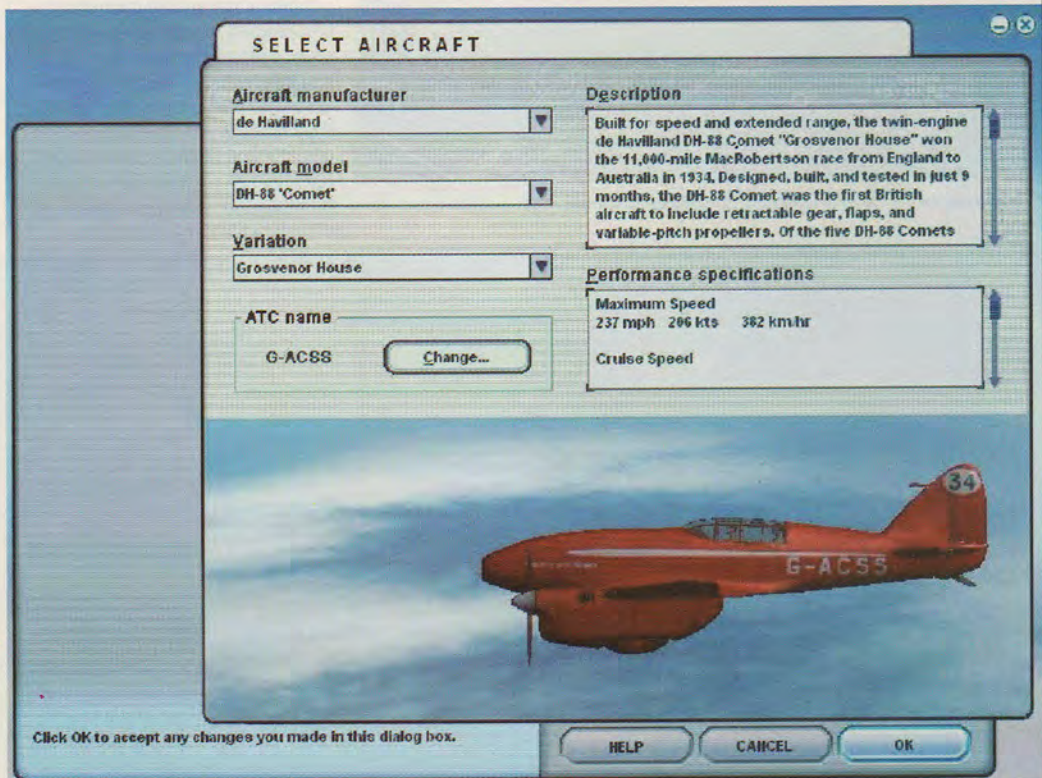 SELECT AIRCRAFT
Aircraft manufacturer
de Havilland
Aircraft model
DH-88 "Comet"
Variation
Grosvenor House
ATC name
G-ACSS
Change...
Description
Built for speed and extended range, the twin-engine
de Havilland DH-88 Comet "Grosvenor House" won
the 11,000-mile MacRobertson race from England to
Australia in 1934. Designed, built, and tested in just 9
months, the DH-88 Comet was the first British
aircraft to include retractable gear, flaps, and
variable-pitch propellers. Of the five DH-88 Comets
Performance specifications
Maximum Speed
237 mph 206 kts 382 km/hr
Cruise Speed
34
G-ACSS
Click OK to accept any changes you made in this dialog box.
HELP
CANCEL
OK